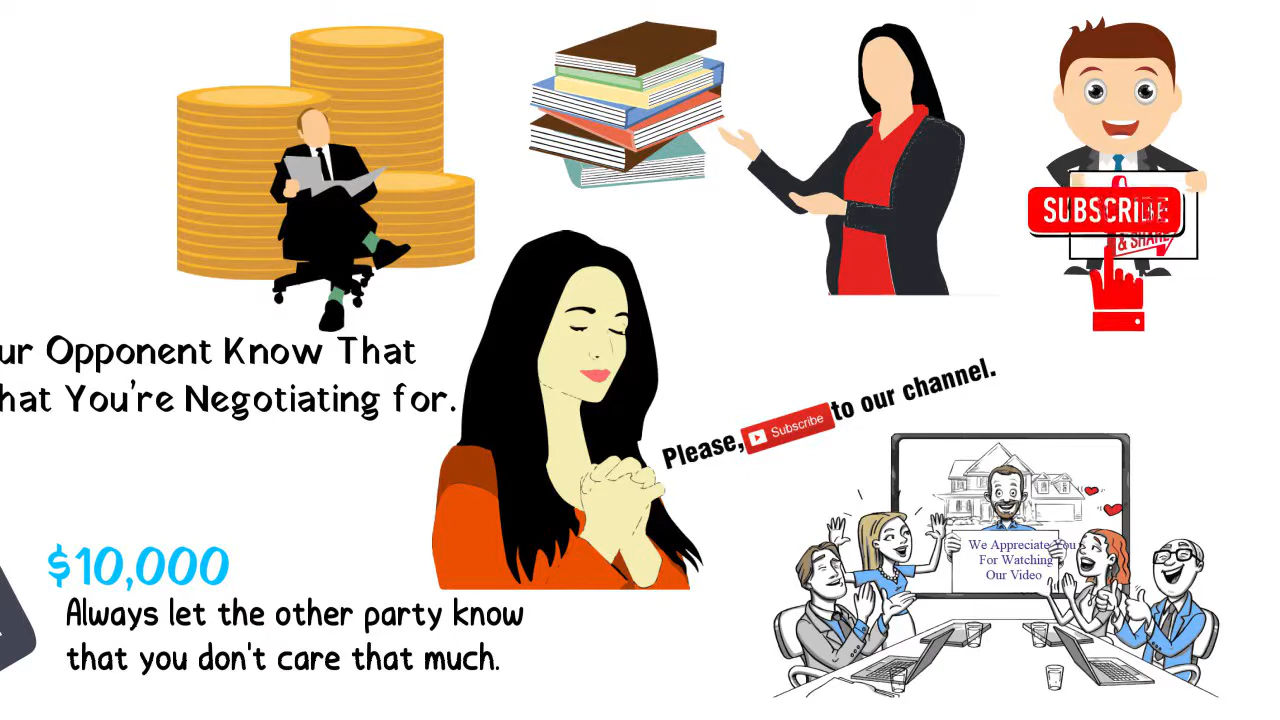 SUBSCRIBE
& SHARE
ur Opponent Know That
hat You're Negotiating for.
Please, Subscribe to our channel.
We Appreciate You
For Watching
Our Video
$10,000
Always let the other party know
that you don't care that much.